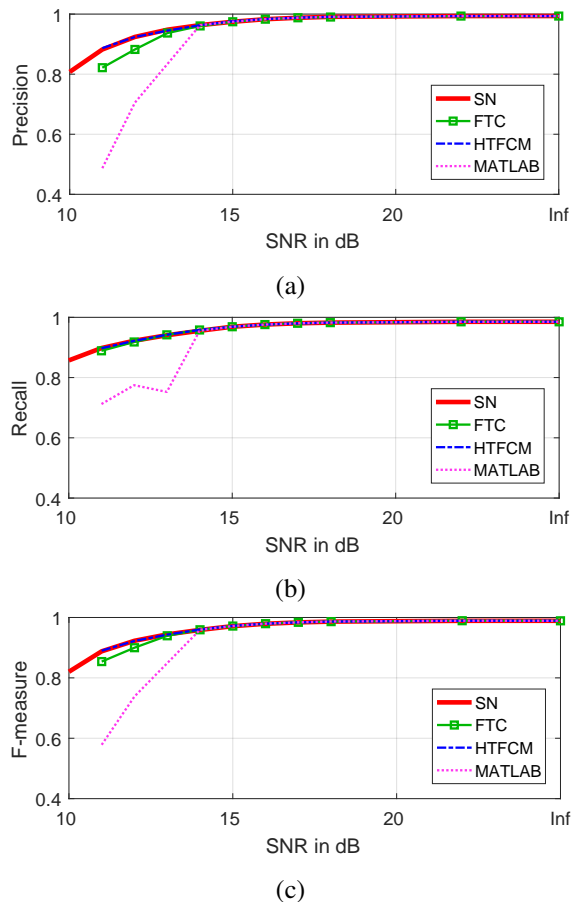 1
0.8
0.6
0.4
Precision
SN
FTC
HTFCM
MATLAB
10
15
20
Inf
SNR in dB
(a)
1
0.8
0.6
0.4
Recall
SN
FTC
HTFCM
MATLAB
10
15
20
Inf
SNR in dB
(b)
1
0.8
0.6
0.4
F-measure
SN
FTC
HTFCM
MATLAB
10
15
20
Inf
SNR in dB
(c)